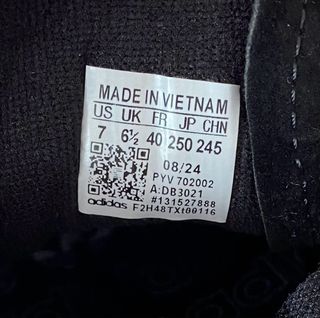 MADE IN VIETNAM
US UK FR JP CHN
7 6½ 40 250 245
08/24
PYV 702002
A:DB3021
#131527888
adidas F2H48TXt00116